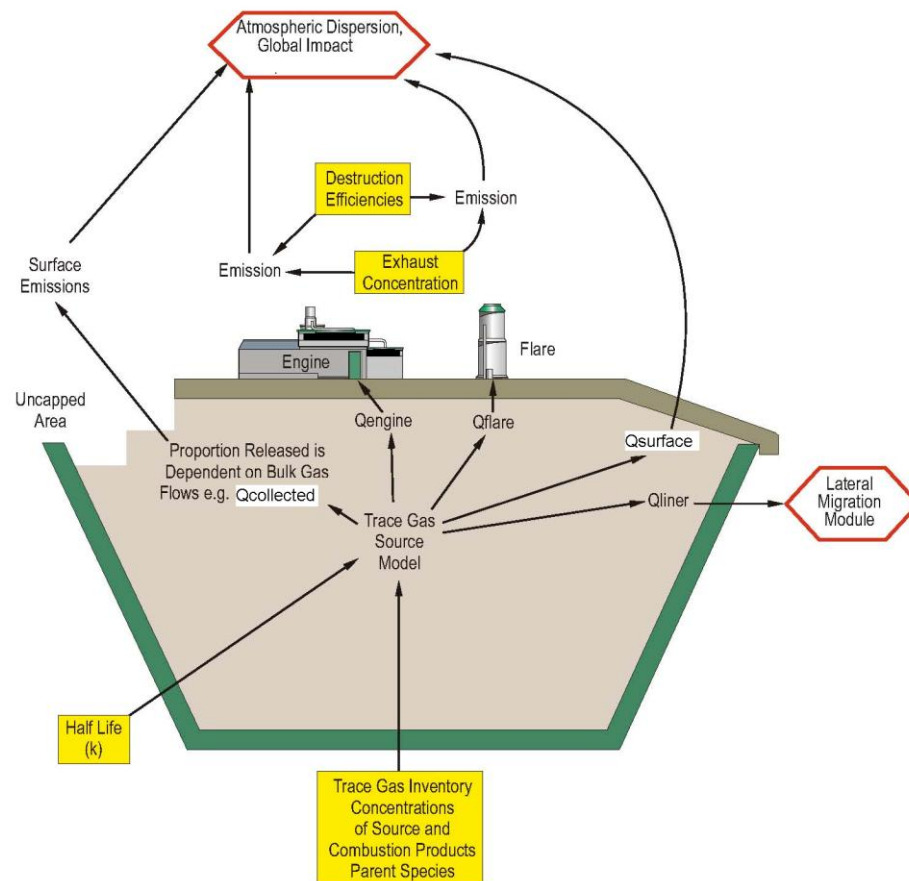 Atmospheric Dispersion,
Global Impact
Destruction
Efficiencies
Emission
Surface
Emissions
Emission
Exhaust
Concentration
Engine
Flare
Uncapped
Area
Qengine
Qflare
Qsurface
Proportion Released is
Dependent on Bulk Gas
Flows e.g. Qcollected
Trace Gas
Source
Model
Qliner
Lateral
Migration
Module
Half Life
(k)
Trace Gas Inventory
Concentrations
of Source and
Combustion Products
Parent Species